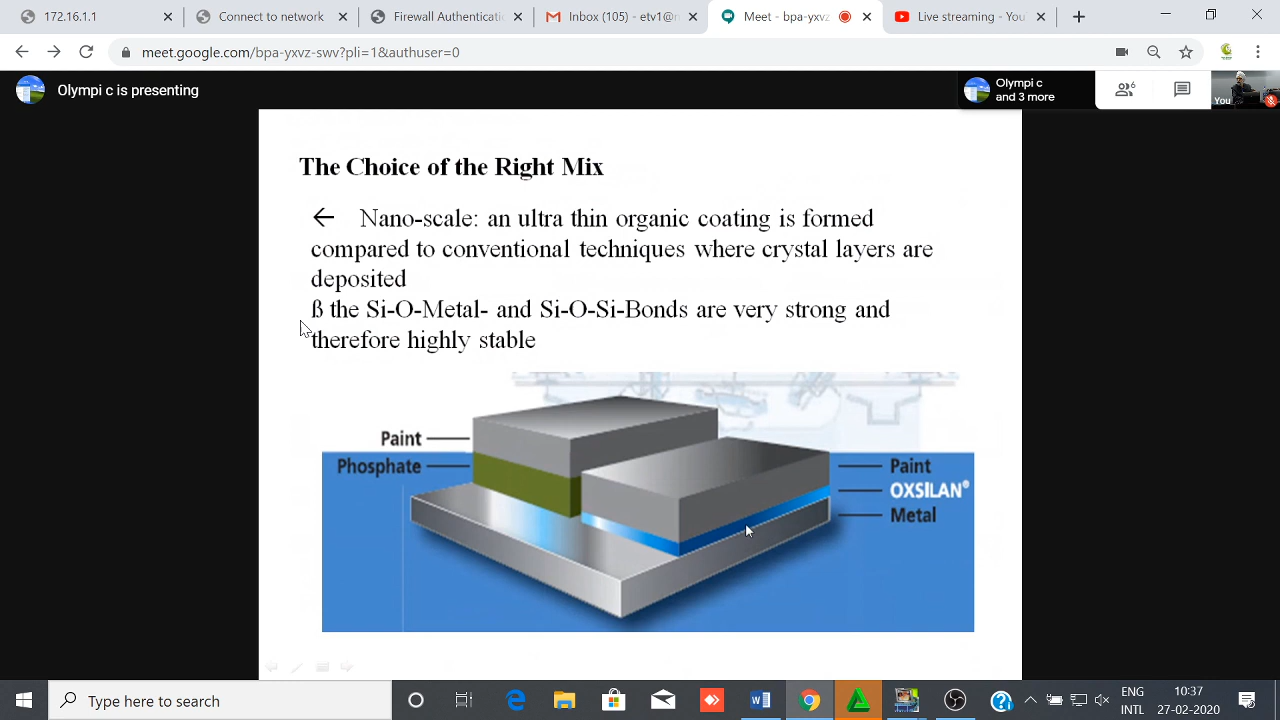 172.16.1.1
Connect to network
Firewall Authenticati
Inbox (105) - etv1@n
Meet - bpa-yxvz
Live streaming - You
meet.google.com/bpa-yxvz-swv?pli=1&authuser=0
Olympi c is presenting
Olympi c
and 3 more
6
You
The Choice of the Right Mix
← Nano-scale: an ultra thin organic coating is formed
compared to conventional techniques where crystal layers are
deposited
ß the Si-O-Metal- and Si-O-Si-Bonds are very strong and
therefore highly stable
Paint
Phosphate
Paint
OXSILAN®
Metal
Type here to search
ENG
INTL
10:37
27-02-2020